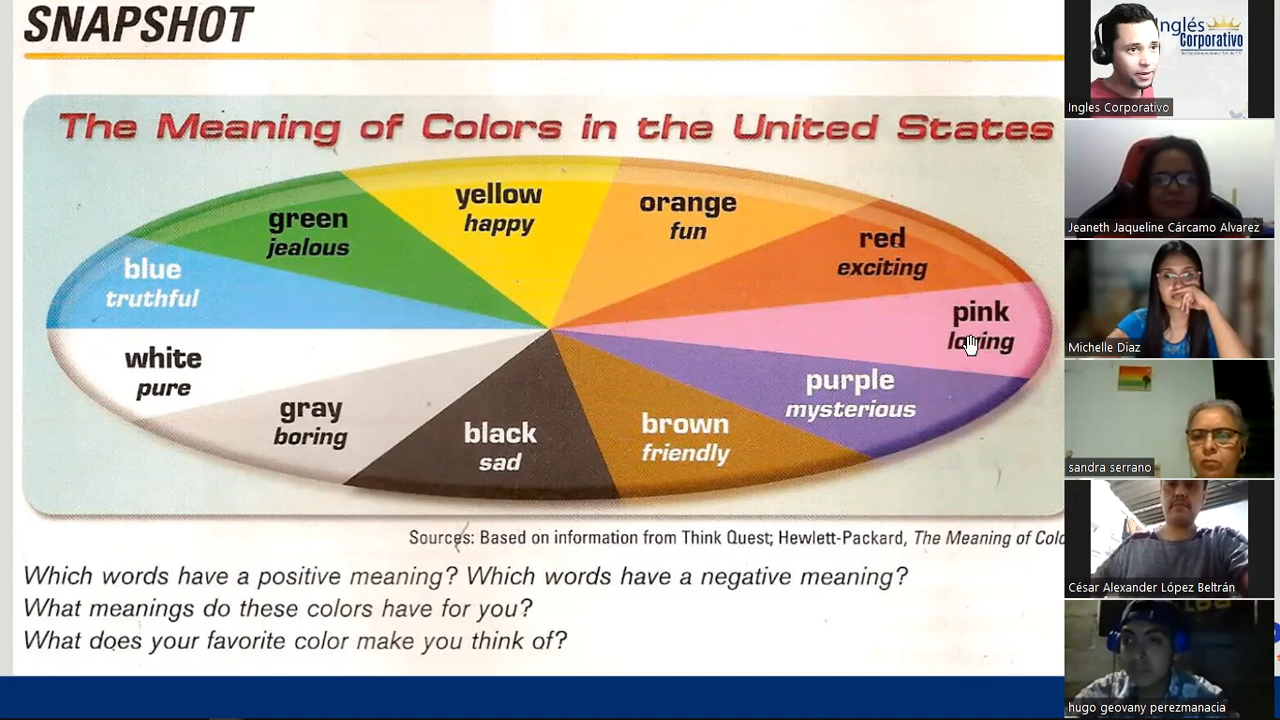 SNAPSHOT
The Meaning of Colors in the United States
yellow
happy
orange
fun
green
jealous
red
exciting
blue
truthful
pink
loving
white
pure
purple
mysterious
gray
boring
black
sad
brown
friendly
Sources: Based on information from Think Quest; Hewlett-Packard, The Meaning of Colo
Which words have a positive meaning? Which words have a negative meaning?
What meanings do these colors have for you?
What does your favorite color make you think of?
Inglés
Corporativo
Ingles Corporativo
Jeaneth Jaqueline Cárcamo Alvarez
Michelle Diaz
sandra serrano
César Alexander López Beltrán
hugo geovany perezmanacia